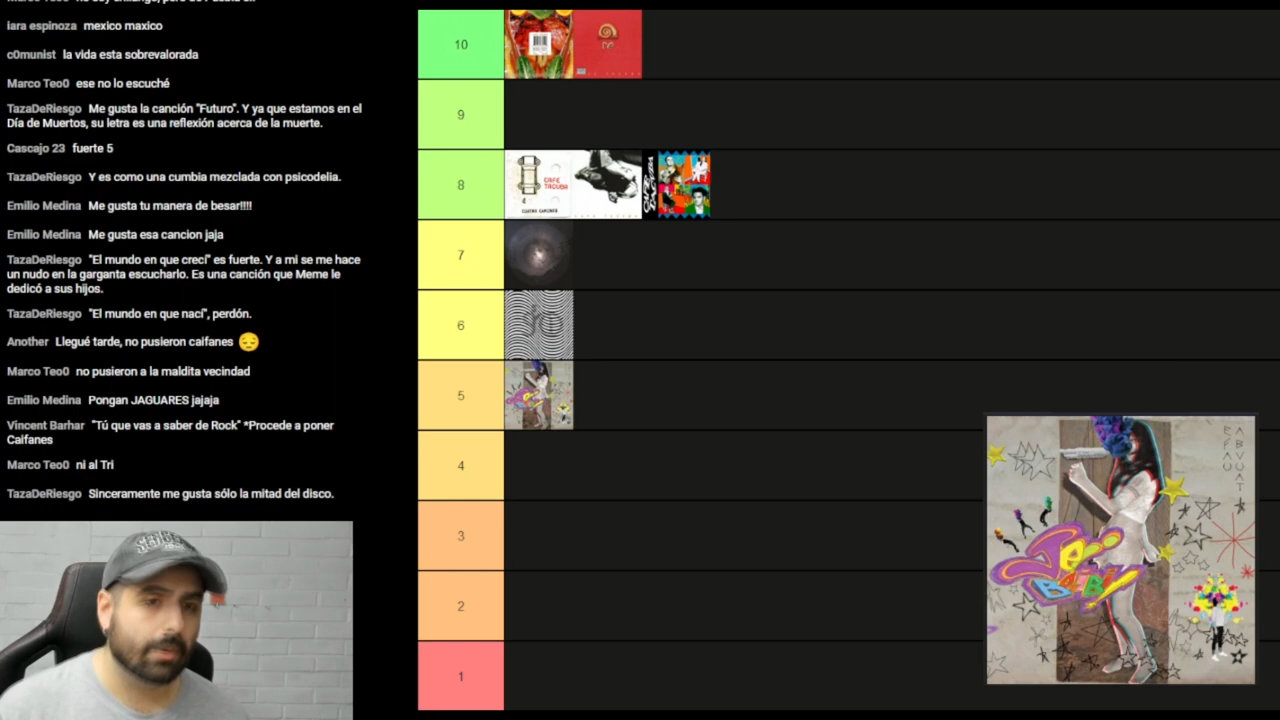 iara espinoza mexico maxico
c0munist la vida esta sobrevalorada
Marco Teo0 ese no lo escuché
TazaDeRiesgo Me gusta la canción "Futuro". Y ya que estamos en el
Día de Muertos, su letra es una reflexión acerca de la muerte.
Cascajo 23 fuerte 5
TazaDeRiesgo Y es como una cumbia mezclada con psicodelia.
Emilio Medina Me gusta tu manera de besar!!!!
Emilio Medina Me gusta esa cancion jaja
TazaDeRiesgo "El mundo en que crecí" es fuerte. Y a mi se me hace
un nudo en la garganta escucharlo. Es una canción que Meme le
dedicó a sus hijos.
TazaDeRiesgo "El mundo en que nací", perdón.
Another Llegué tarde, no pusieron caifanes 😔
Marco Teo0 no pusieron a la maldita vecindad
Emilio Medina Pongan JAGUARES jajaja
Vincent Barhar "Tú que vas a saber de Rock" *Procede a poner
Caifanes
Marco Teo0 ni al Tri
TazaDeRiesgo Sinceramente me gusta sólo la mitad del disco.
10
9
8
CAFE
TACUBA
CUATRO CAMINOS
7
6
5
4
3
2
1
Jei
Beibi